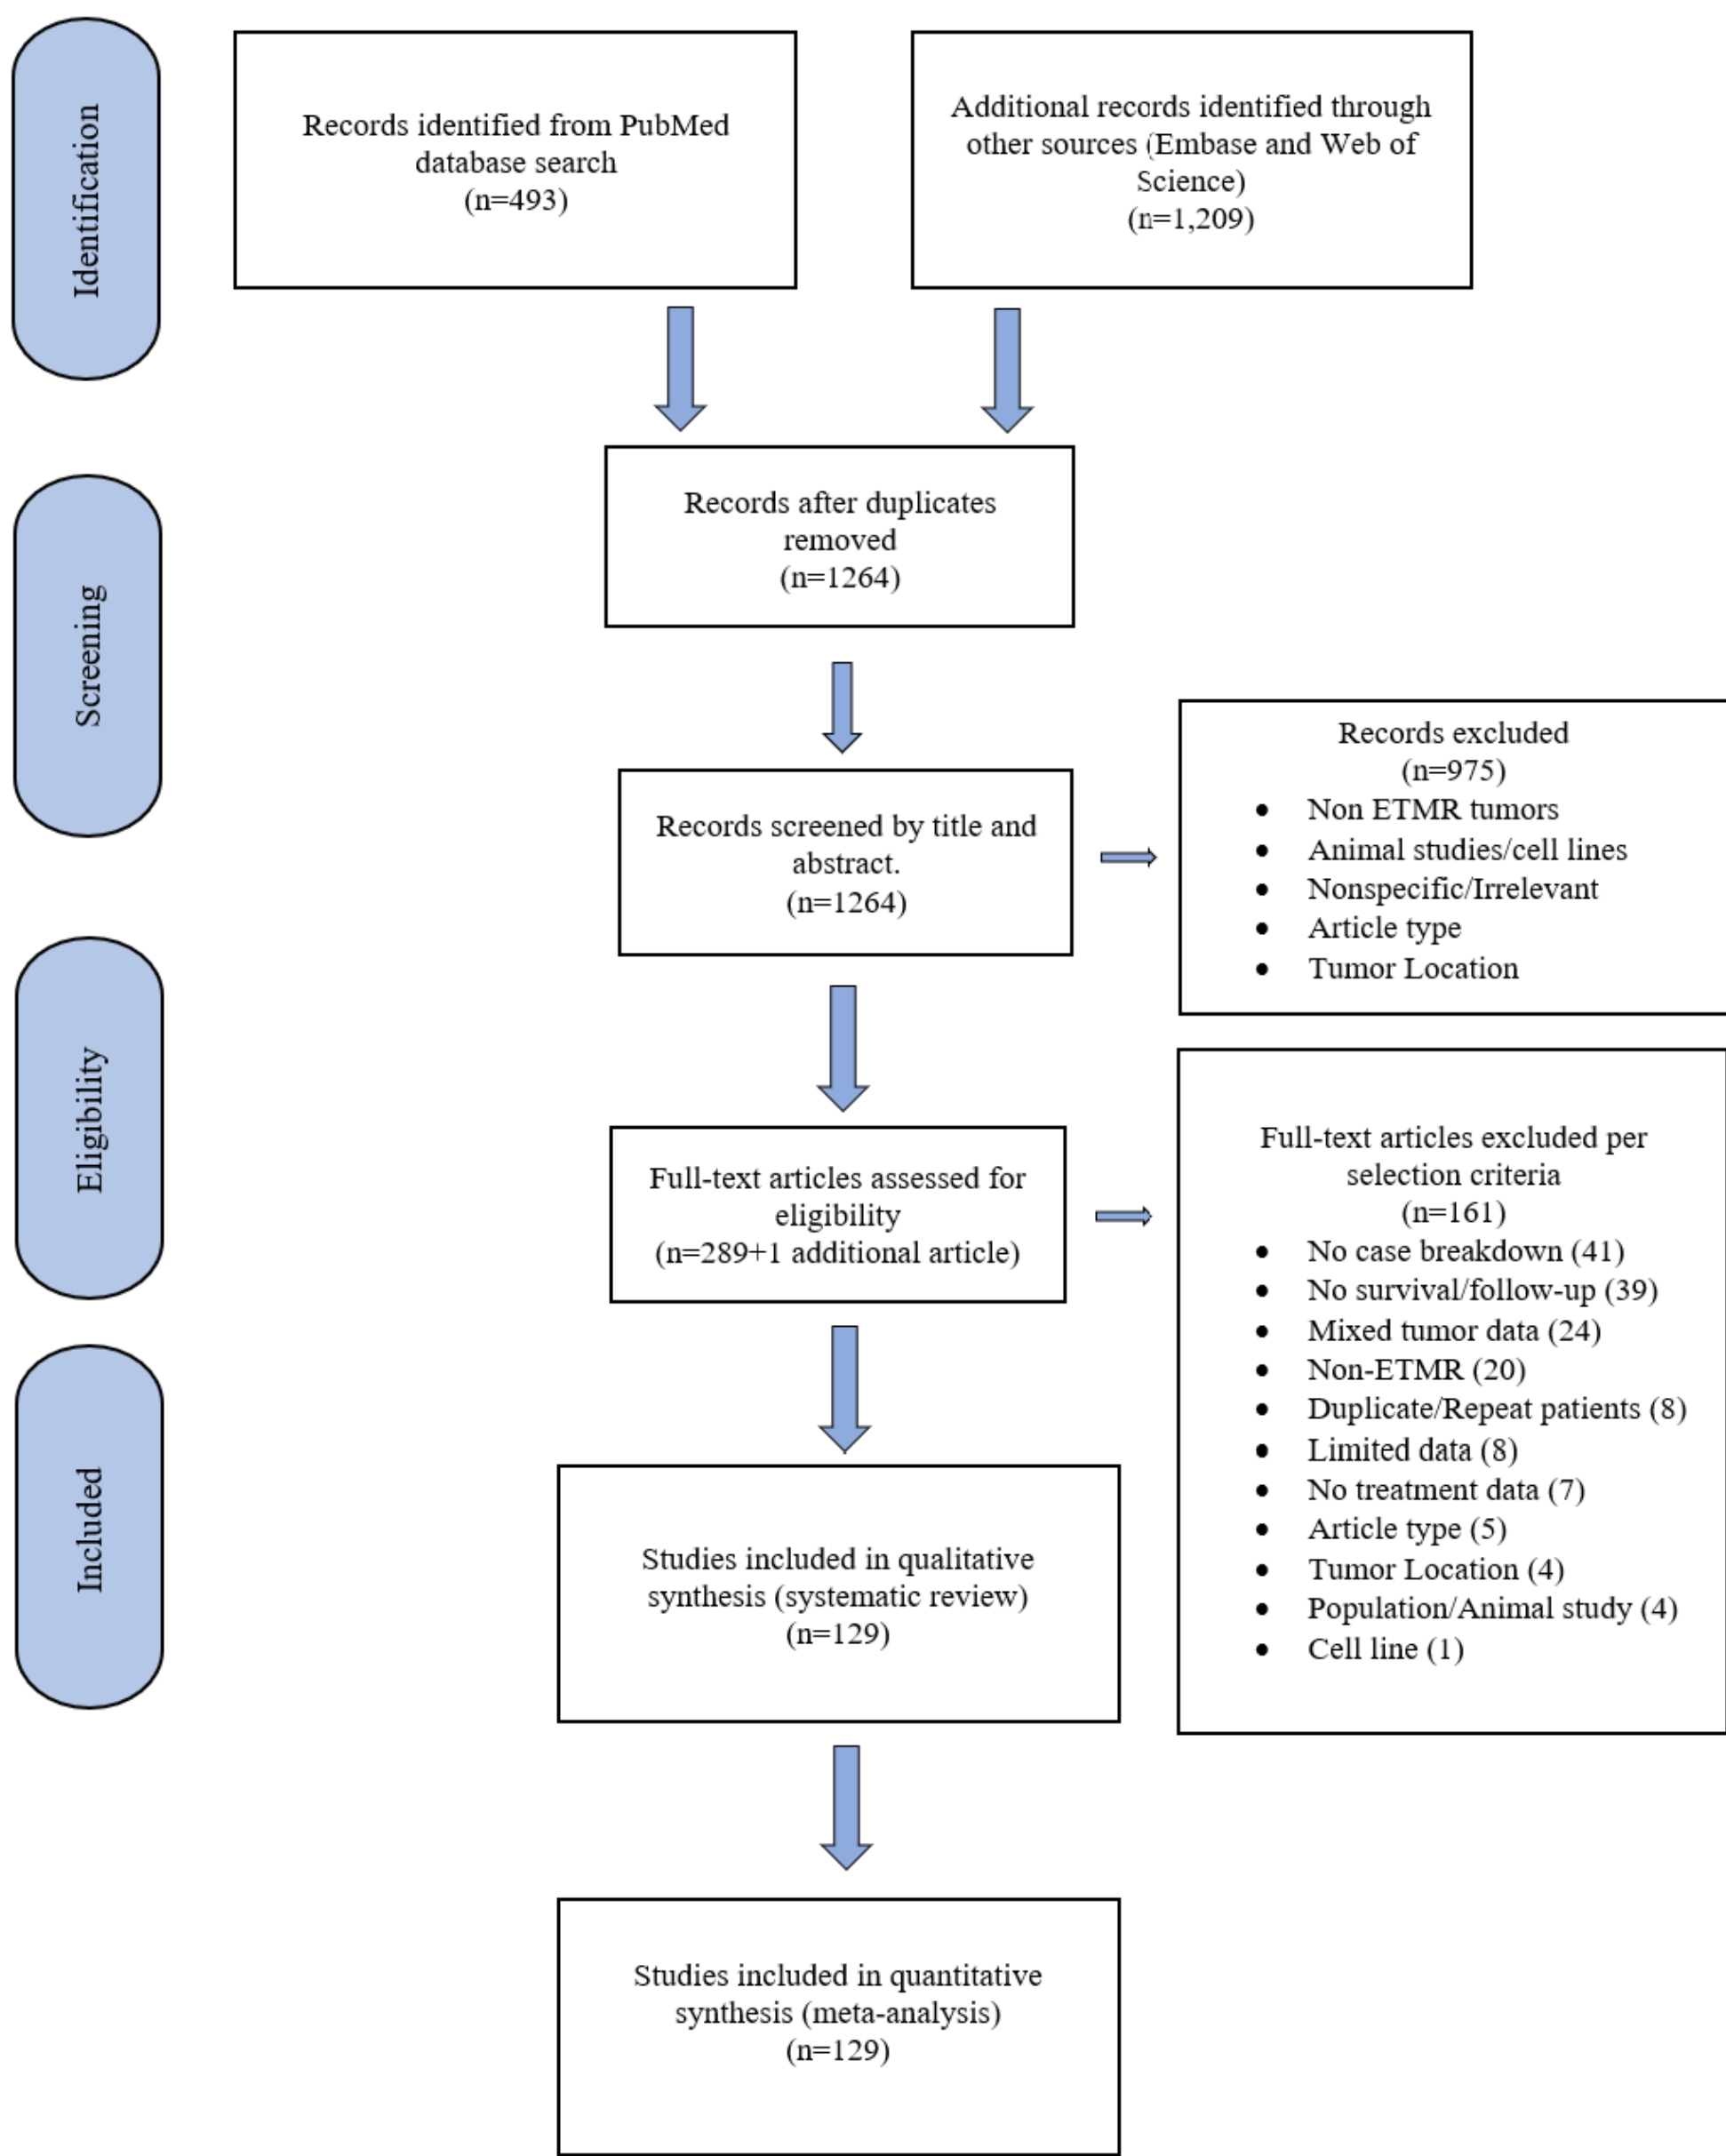 Identification
Records identified from PubMed
database search
(n=493)
Additional records identified through
other sources (Embase and Web of
Science)
(n=1,209)
Screening
Records after duplicates
removed
(n=1264)
Records screened by title and
abstract.
(n=1264)
Records excluded
(n=975)
• Non ETMR tumors
• Animal studies/cell lines
• Nonspecific/Irrelevant
• Article type
• Tumor Location
Eligibility
Full-text articles assessed for
eligibility
(n=289+1 additional article)
Full-text articles excluded per
selection criteria
(n=161)
• No case breakdown (41)
• No survival/follow-up (39)
• Mixed tumor data (24)
• Non-ETMR (20)
• Duplicate/Repeat patients (8)
• Limited data (8)
• No treatment data (7)
• Article type (5)
• Tumor Location (4)
• Population/Animal study (4)
• Cell line (1)
Included
Studies included in qualitative
synthesis (systematic review)
(n=129)
Studies included in quantitative
synthesis (meta-analysis)
(n=129)